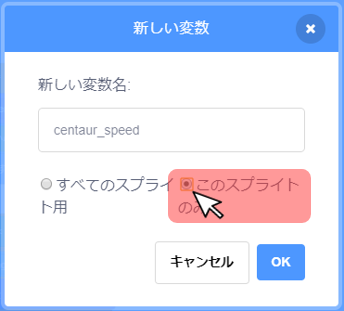 新しい変数
新しい変数名:
centaur_speed
すべてのスプライ このスプライト
ト用 のみ
キャンセル OK